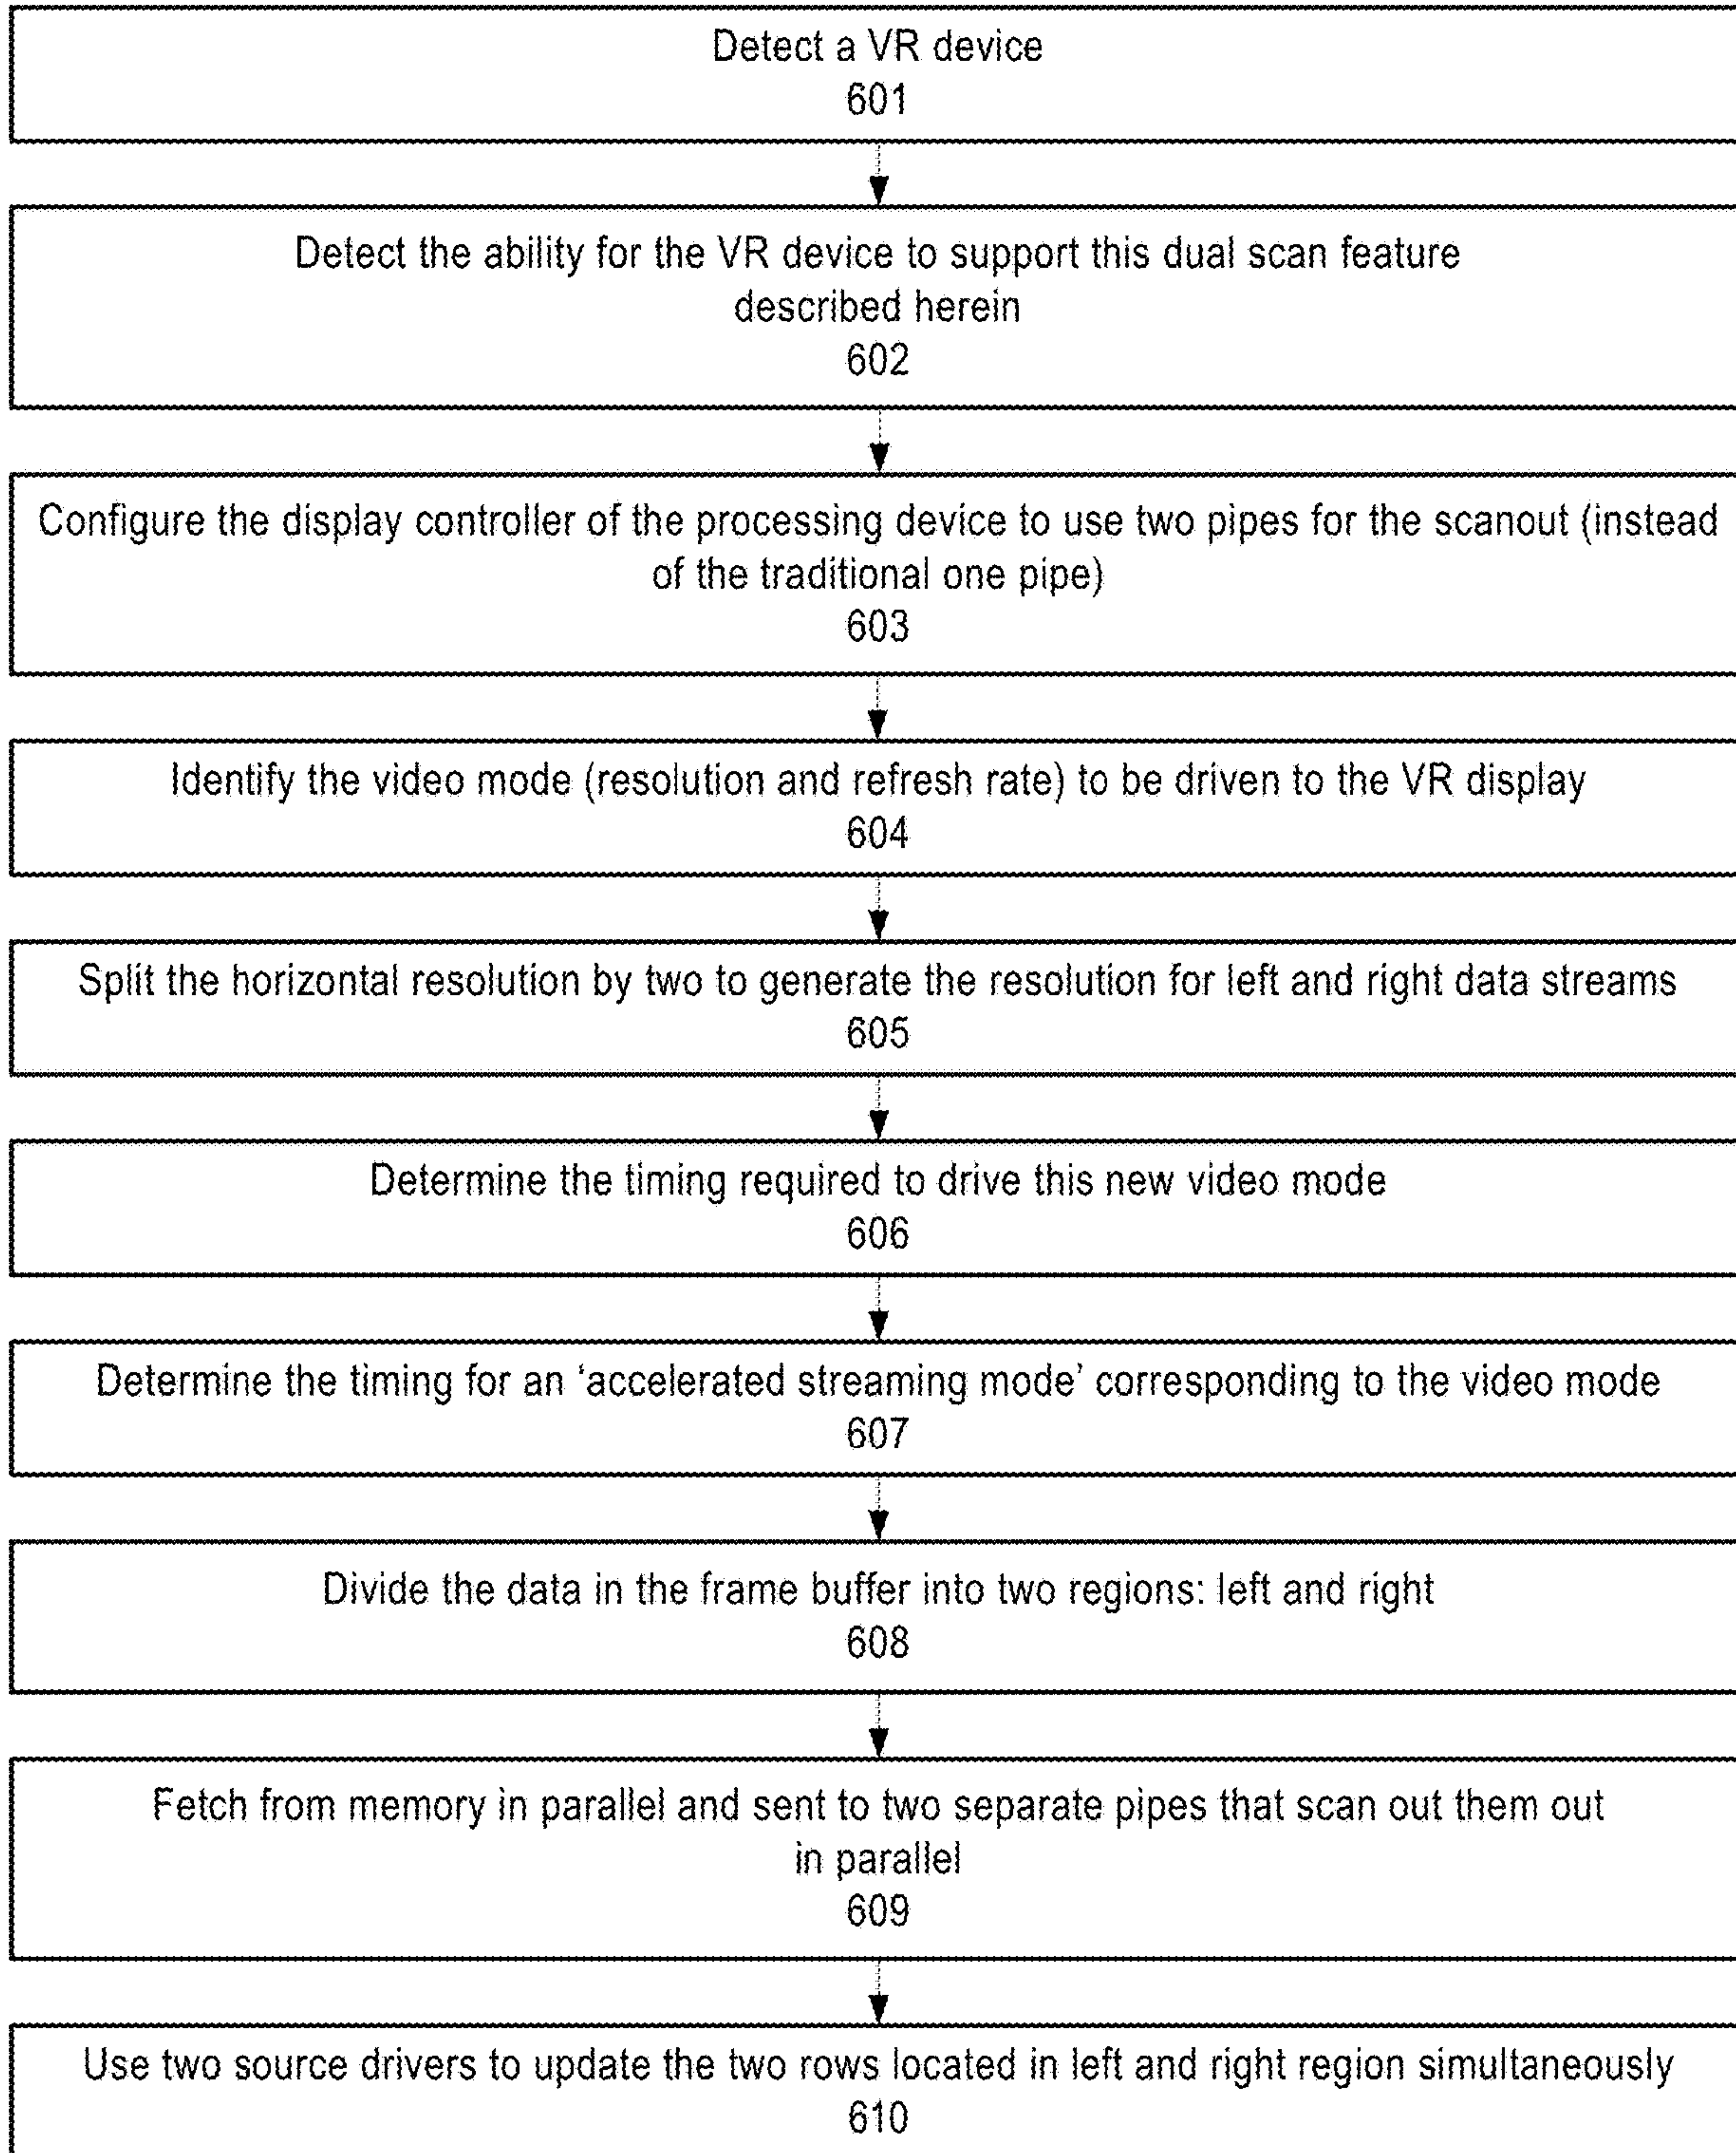 Detect a VR device
601
Detect the ability for the VR device to support this dual scan feature
described herein
602
Configure the display controller of the processing device to use two pipes for the scanout (instead
of the traditional one pipe)
603
Identify the video mode (resolution and refresh rate) to be driven to the VR display
604
Split the horizontal resolution by two to generate the resolution for left and right data streams
605
Determine the timing required to drive this new video mode
606
Determine the timing for an ‘accelerated streaming mode’ corresponding to the video mode
607
Divide the data in the frame buffer into two regions: left and right
608
Fetch from memory in parallel and sent to two separate pipes that scan out them out
in parallel
609
Use two source drivers to update the two rows located in left and right region simultaneously
610